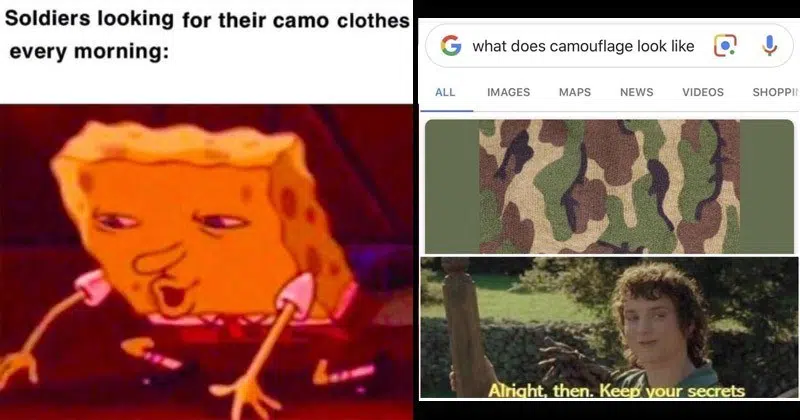 Soldiers looking for their camo clothes
every morning:
what does camouflage look like
ALL IMAGES MAPS NEWS VIDEOS SHOPPI
Alright, then. Keep your secrets